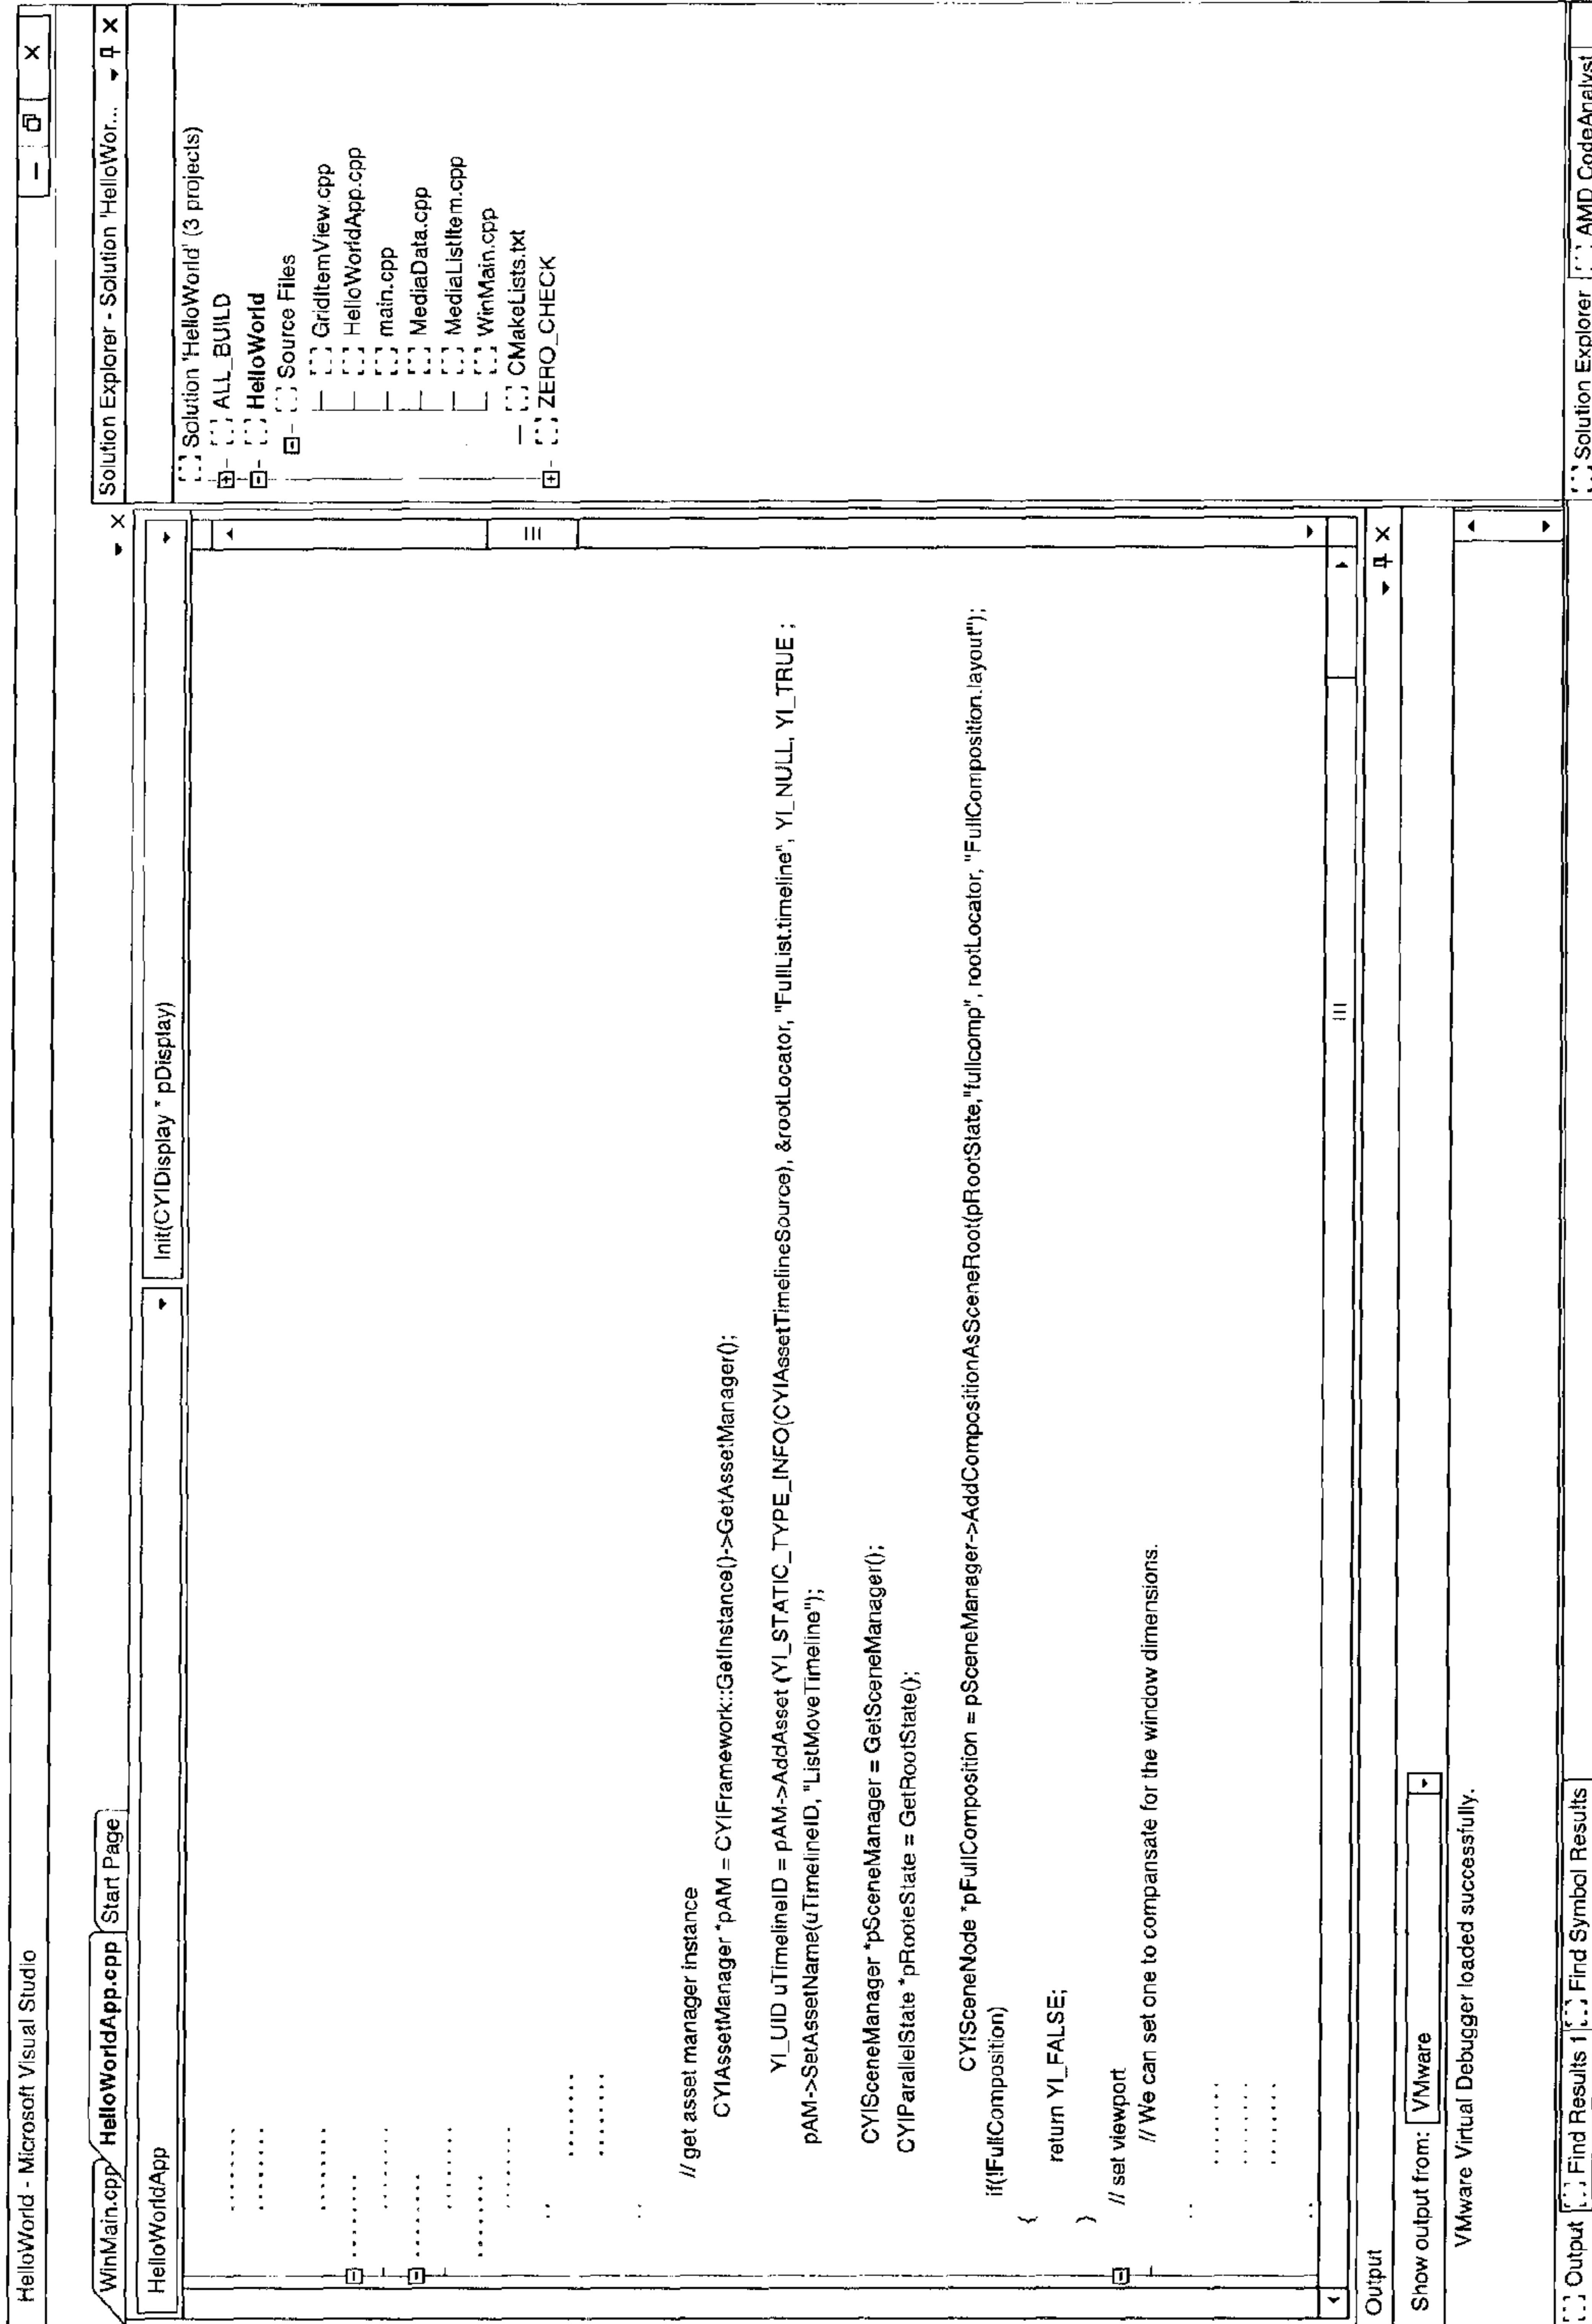 HelloWorld - Microsoft Visual Studio
WinMain.cpp HelloWorldApp.cpp Start Page
HelloWorldApp
Init(CYIDisplay * pDisplay)
// get asset manager instance
CYIAssetManager *pAM = CYIFramework::GetInstance()->GetAssetManager();
YI_UID uTimelineID = pAM->AddAsset (YI_STATIC_TYPE_INFO(CYIAssetTimelineSource), &rootLocator, "FullList.timeline", YI_NULL, YI_TRUE ;
pAM->SetAssetName(uTimelineID, "ListMoveTimeline");
CYISceneManager *pSceneManager = GetSceneManager();
CYIParallelState *pRooteState = GetRootState();
CYISceneNode *pFullComposition = pSceneManager->AddCompositionAsSceneRoot(pRootState,"fullcomp", rootLocator, "FullComposition.layout");
if(!FullComposition)
{
return YI_FALSE;
}
// set viewport
// We can set one to compansate for the window dimensions.
Output
Show output from: VMware
VMware Virtual Debugger loaded successfully.
Output Find Results 1 Find Symbol Results
Solution Explorer - Solution 'HelloWor...
Solution 'HelloWorld' (3 projects)
ALL_BUILD
HelloWorld
Source Files
GridItemView.cpp
HelloWorldApp.cpp
main.cpp
MediaData.cpp
MediaListItem.cpp
WinMain.cpp
CMakeLists.txt
ZERO_CHECK
Solution Explorer AMD CodeAnalyst